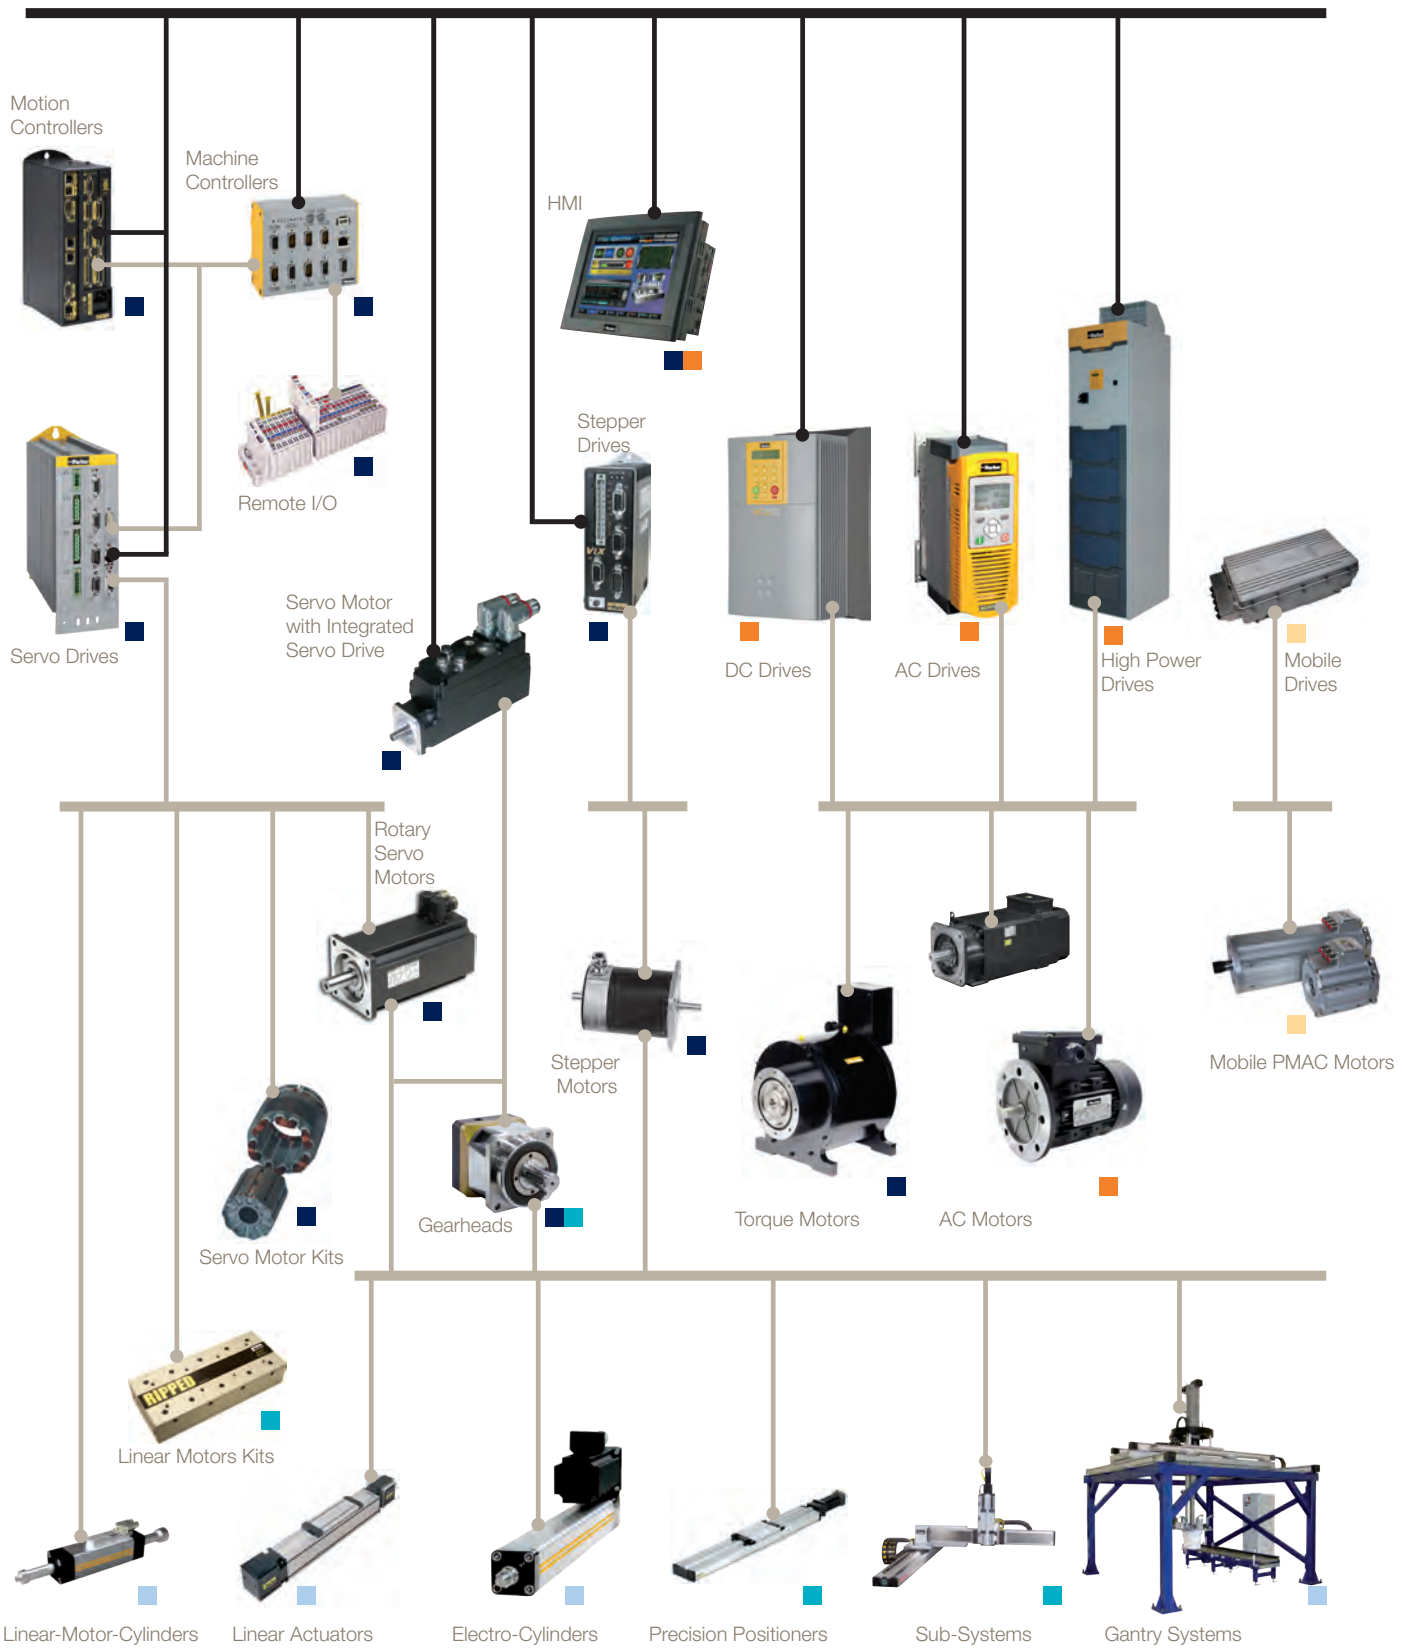 Motion
Controllers
Machine
Controllers
HMI
Remote I/O
Stepper
Drives
ViX
Servo Drives
Servo Motor
with Integrated
Servo Drive
DC Drives
AC Drives
High Power
Drives
Mobile
Drives
Rotary
Servo
Motors
Stepper
Motors
Mobile PMAC Motors
Servo Motor Kits
Gearheads
Torque Motors
AC Motors
RIPPED
Linear Motors Kits
Linear-Motor-Cylinders
Linear Actuators
Electro-Cylinders
Precision Positioners
Sub-Systems
Gantry Systems